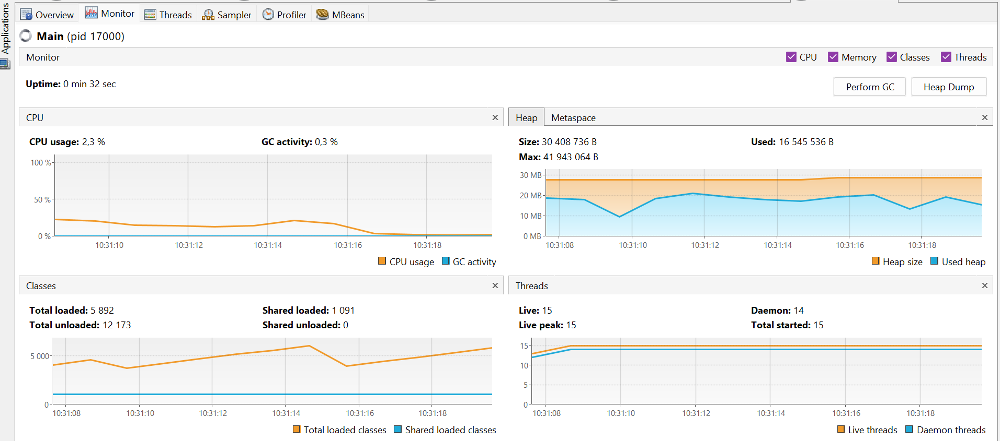 Applications
Overview Monitor Threads Sampler Profiler MBeans
Main (pid 17000)
Monitor CPU Memory Classes Threads
Uptime: 0 min 32 sec
Perform GC Heap Dump
CPU
CPU usage: 2,3 % GC activity: 0,3 %
100 %
50 %
0 %
10:31:10 10:31:12 10:31:14 10:31:16 10:31:18
CPU usage GC activity
Heap Metaspace
Size: 30 408 736 B Used: 16 545 536 B
Max: 41 943 064 B
30 MB
20 MB
10 MB
0 MB
10:31:08 10:31:10 10:31:12 10:31:14 10:31:16 10:31:18
Heap size Used heap
Classes
Total loaded: 5 892 Shared loaded: 1 091
Total unloaded: 12 173 Shared unloaded: 0
5 000
0
10:31:08 10:31:10 10:31:12 10:31:14 10:31:16 10:31:18
Total loaded classes Shared loaded classes
Threads
Live: 15 Daemon: 14
Live peak: 15 Total started: 15
15
10
5
0
10:31:08 10:31:10 10:31:12 10:31:14 10:31:16 10:31:18
Live threads Daemon threads